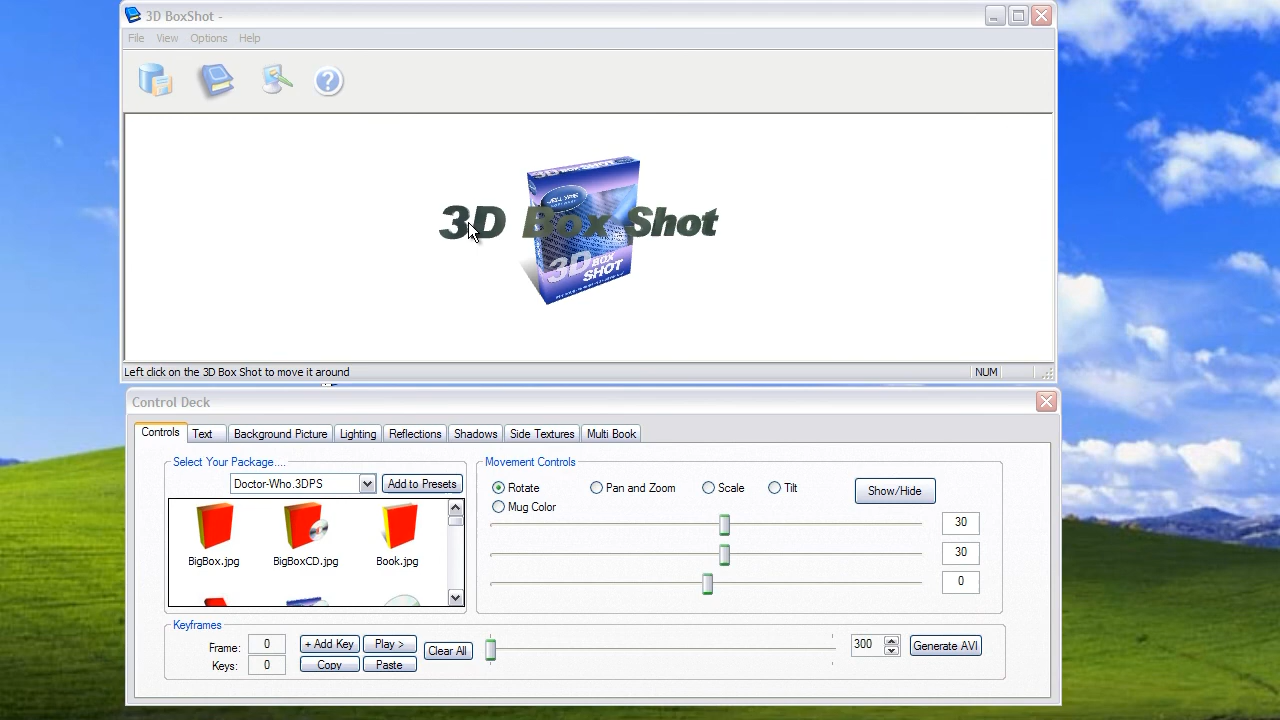 3D BoxShot -
File View Options Help
3D Box Shot
3D BOX SHOT
Left click on the 3D Box Shot to move it around NUM
Control Deck
Controls Text Background Picture Lighting Reflections Shadows Side Textures Multi Book
Select Your Package....
Doctor-Who.3DPS Add to Presets
BigBox.jpg BigBoxCD.jpg Book.jpg
Movement Controls
Rotate Pan and Zoom Scale Tilt Show/Hide
Mug Color
30
30
0
Keyframes
Frame: 0 + Add Key Play > Clear All 300 Generate AVI
Keys: 0 Copy Paste